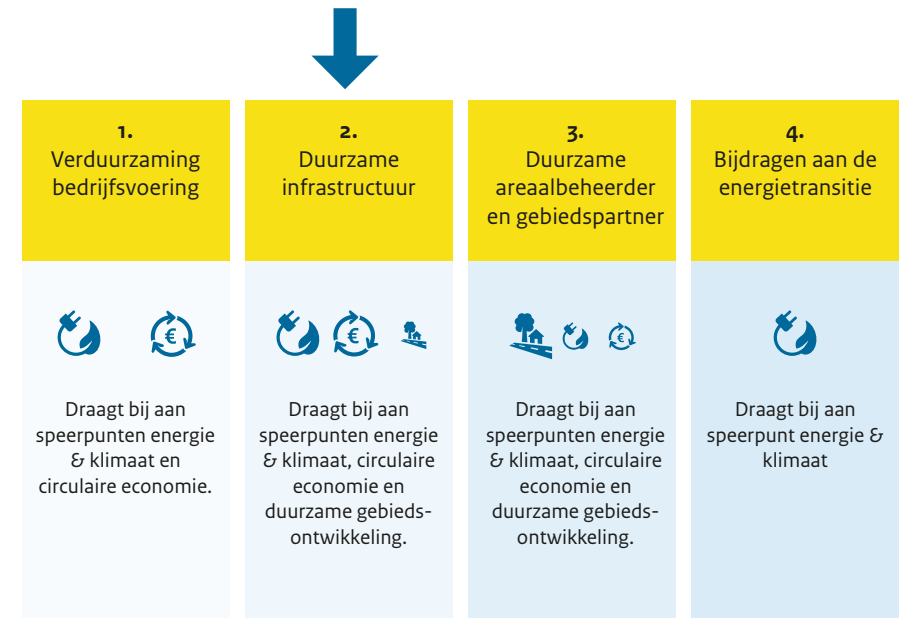 1.
Verduurzaming
bedrijfsvoering
2.
Duurzame
infrastructuur
3.
Duurzame
areaalbeheerder
en gebiedspartner
4.
Bijdragen aan de
energietransitie
€
Draagt bij aan
speerpunten energie
& klimaat en
circulaire economie.
€
Draagt bij aan
speerpunten energie
& klimaat, circulaire
economie en
duurzame gebieds-
ontwikkeling.
€
Draagt bij aan
speerpunten energie
& klimaat, circulaire
economie en
duurzame gebieds-
ontwikkeling.
Draagt bij aan
speerpunt energie &
klimaat